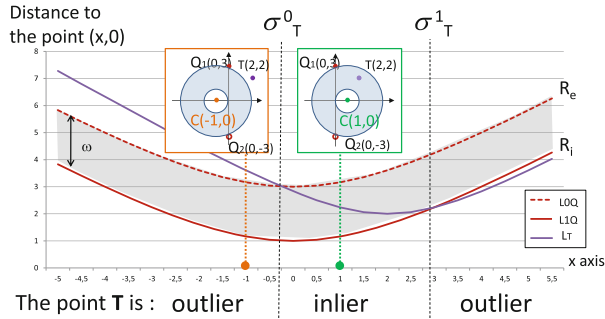 Distance to
the point (x,0)
σ⁰T
σ¹T
8
7
6
5
4
3
2
1
0
ω
Q1(0,3)
T(2,2)
C(-1,0)
Q2(0,-3)
Q1(0,3)
T(2,2)
C(1,0)
Q2(0,-3)
Re
Ri
L0Q
L1Q
LT
-5 -4,5 -4 -3,5 -3 -2,5 -2 -1,5 -1 -0,5 0 0,5 1 1,5 2 2,5 3 3,5 4 4,5 5 5,5
x axis
The point T is : outlier inlier outlier